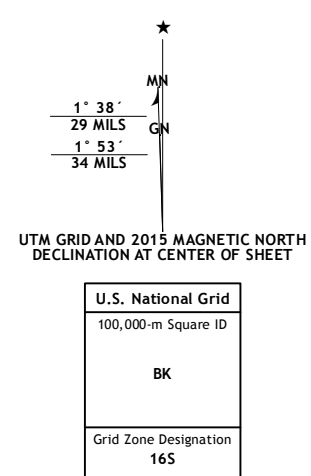 MN
1° 38´
29 MILS
GN
1° 53´
34 MILS
UTM GRID AND 2015 MAGNETIC NORTH
DECLINATION AT CENTER OF SHEET
U.S. National Grid
100,000-m Square ID
BK
Grid Zone Designation
16S